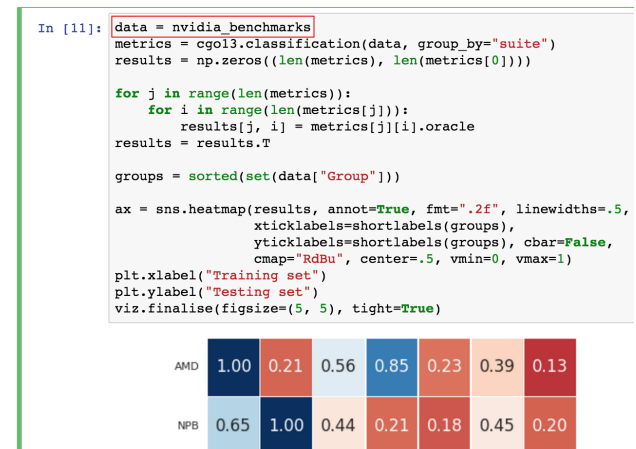 In [11]: data = nvidia_benchmarks
metrics = cgo13.classification(data, group_by="suite")
results = np.zeros((len(metrics), len(metrics[0])))
for j in range(len(metrics)):
    for i in range(len(metrics[j])):
        results[j, i] = metrics[j][i].oracle
results = results.T
groups = sorted(set(data["Group"]))
ax = sns.heatmap(results, annot=True, fmt=".2f", linewidths=.5,
                 xticklabels=shortlabels(groups),
                 yticklabels=shortlabels(groups), cbar=False,
                 cmap="RdBu", center=.5, vmin=0, vmax=1)
plt.xlabel("Training set")
plt.ylabel("Testing set")
viz.finalise(figsize=(5, 5), tight=True)
AMD 1.00 0.21 0.56 0.85 0.23 0.39 0.13
NPB 0.65 1.00 0.44 0.21 0.18 0.45 0.20